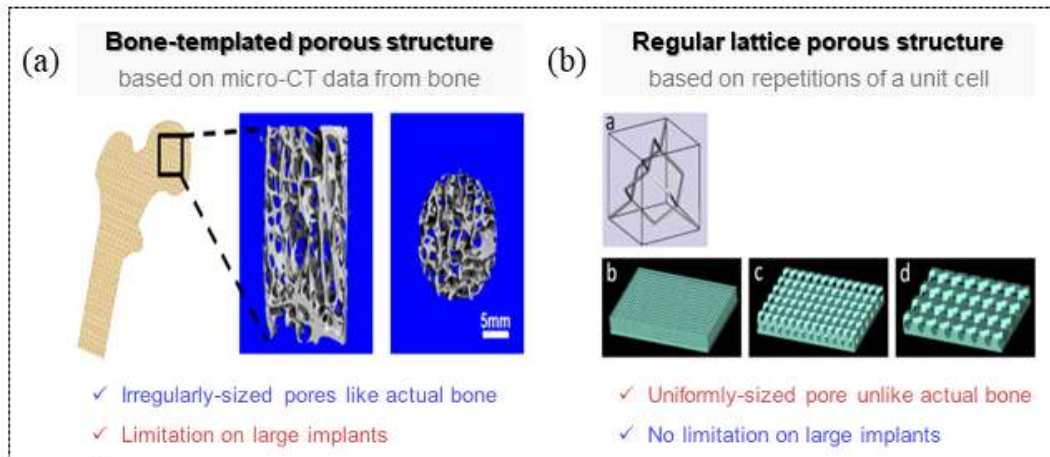 (a)
Bone-templated porous structure
based on micro-CT data from bone
5mm
✓ Irregularly-sized pores like actual bone
✓ Limitation on large implants
(b)
Regular lattice porous structure
based on repetitions of a unit cell
a
b
c
d
✓ Uniformly-sized pore unlike actual bone
✓ No limitation on large implants